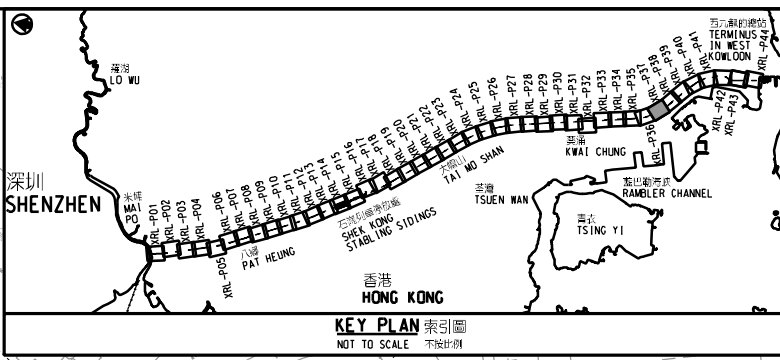 羅湖
LO WU
深圳
SHENZHEN
米埔
MAI
PO
XRL-P01
XRL-P02
XRL-P03
XRL-P04
XRL-P05
XRL-P06
XRL-P07
XRL-P08
XRL-P09
XRL-P10
XRL-P11
XRL-P12
XRL-P13
XRL-P14
XRL-P15
XRL-P16
XRL-P17
XRL-P18
XRL-P19
XRL-P20
XRL-P21
XRL-P22
XRL-P23
XRL-P24
XRL-P25
XRL-P26
XRL-P27
XRL-P28
XRL-P29
XRL-P30
XRL-P31
XRL-P32
XRL-P33
XRL-P34
XRL-P35
XRL-P36
XRL-P37
XRL-P38
XRL-P39
XRL-P40
XRL-P41
XRL-P42
XRL-P43
XRL-P44
西九龍的總站
TERMINUS
IN WEST
KOWLOON
八鄉
PAT HEUNG
石崗列車停放處
SHEK KONG
STABLING SIDINGS
大帽山
TAI MO SHAN
葵涌
KWAI CHUNG
荃灣
TSUEN WAN
藍巴勒海峽
RAMBLER CHANNEL
青衣
TSING YI
香港
HONG KONG
KEY PLAN 索引圖
NOT TO SCALE 不按比例